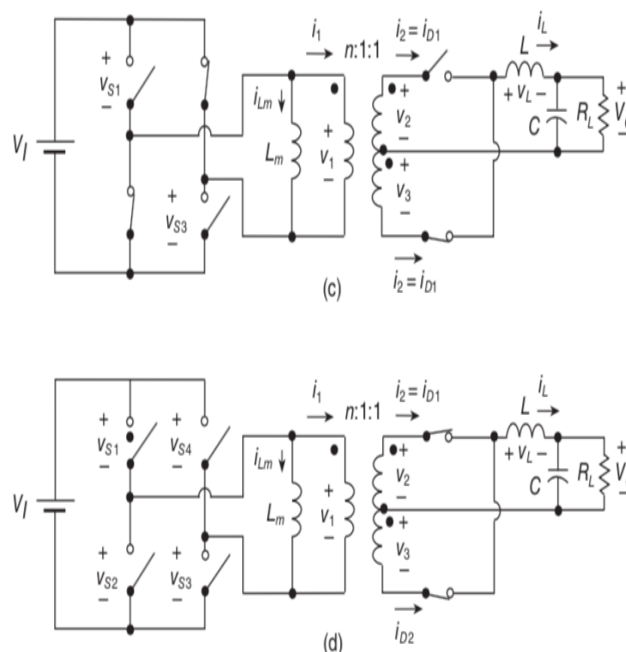 i1 n:1:1 i2 = iD1 iL
L
+ vS1 −
iLm
+ v2 −
+ vL −
VI
Lm
+ v1 −
C
RL
+ vS3 −
+ v3 −
i2 = iD1
(c)
i1 n:1:1 i2 = iD1 iL
L
+ vS1 −
+ vS4 −
iLm
+ v2 −
+ vL −
VI
Lm
+ v1 −
C
RL
+ vS2 −
+ vS3 −
+ v3 −
iD2
(d)